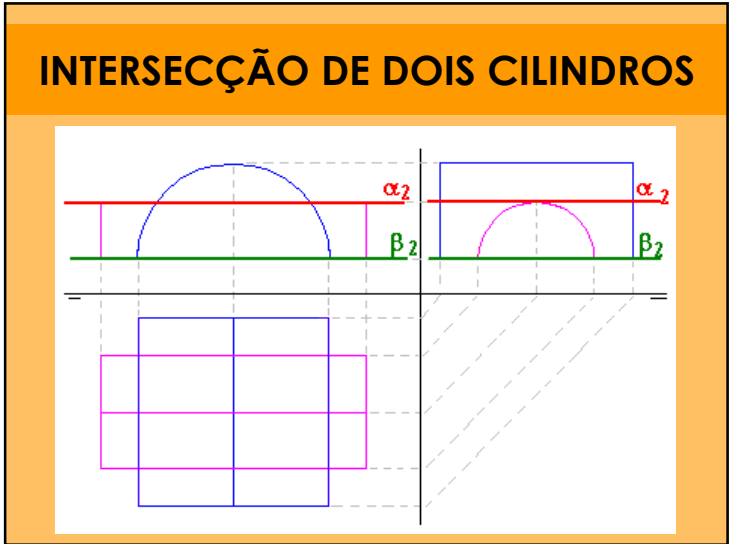 INTERSECÇÃO DE DOIS CILINDROS
α2 α2
β2 β2